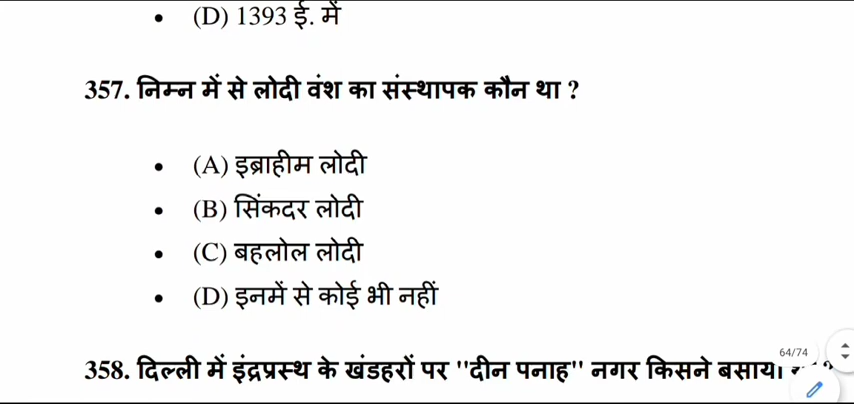 • (D) 1393 ई. में
357. निम्न में से लोदी वंश का संस्थापक कौन था ?
• (A) इब्राहीम लोदी
• (B) सिंकदर लोदी
• (C) बहलोल लोदी
• (D) इनमें से कोई भी नहीं
64/74
358. दिल्ली में इंद्रप्रस्थ के खंडहरों पर "दीन पनाह" नगर किसने बसाया